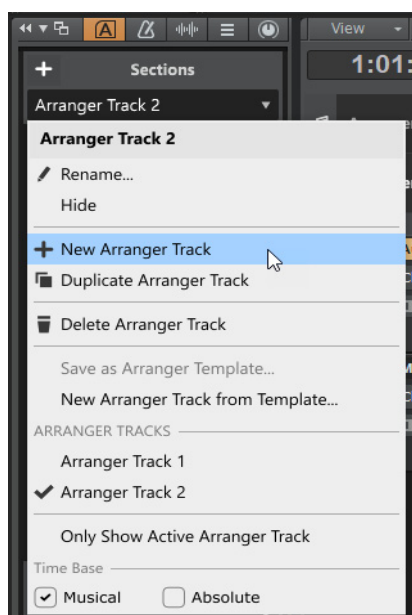 A
View
+ Sections
1:01:
Arranger Track 2
Arranger Track 2
Rename...
Hide
New Arranger Track
Duplicate Arranger Track
Delete Arranger Track
Save as Arranger Template...
New Arranger Track from Template...
ARRANGER TRACKS
Arranger Track 1
Arranger Track 2
Only Show Active Arranger Track
Time Base
Musical Absolute